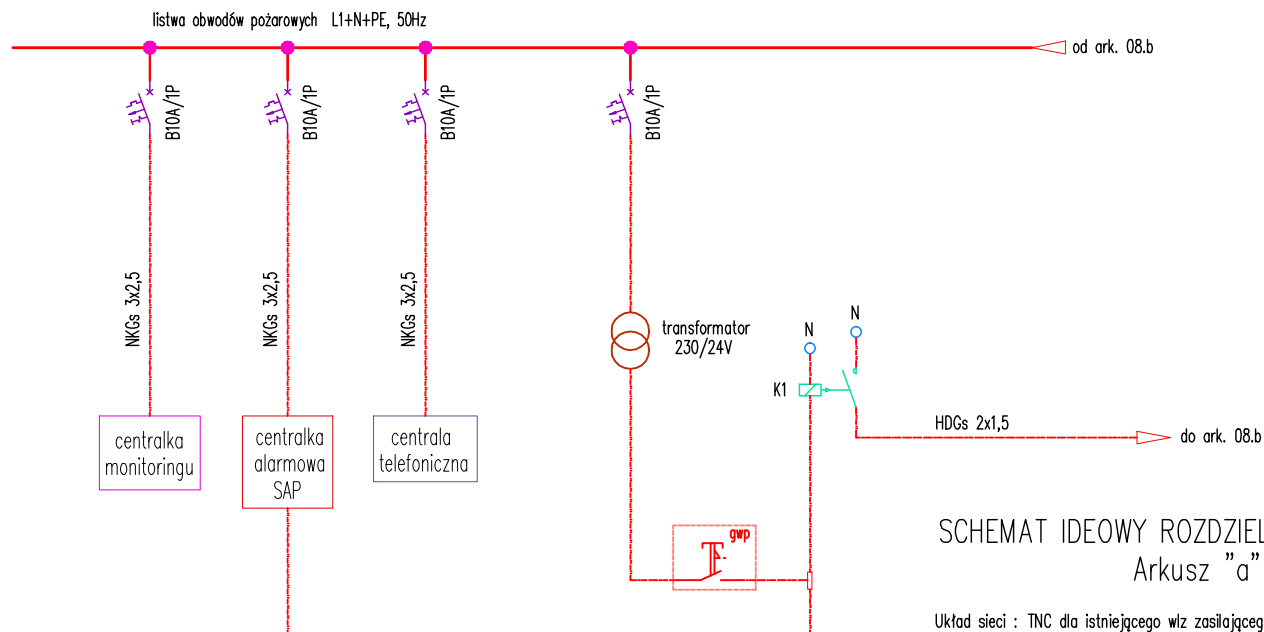 listwa obwodów pożarowych L1+N+PE, 50Hz
od ark. 08.b
B10A/1P
B10A/1P
B10A/1P
B10A/1P
NKGs 3x2,5
NKGs 3x2,5
NKGs 3x2,5
transformator
230/24V
N
N
K1
HDGs 2x1,5
do ark. 08.b
centralka
monitoringu
centralka
alarmowa
SAP
centrala
telefoniczna
gwp
SCHEMAT IDEOWY ROZDZIEL
Arkusz "a"
Układ sieci : TNC dla istniejącego wlz zasilająceg